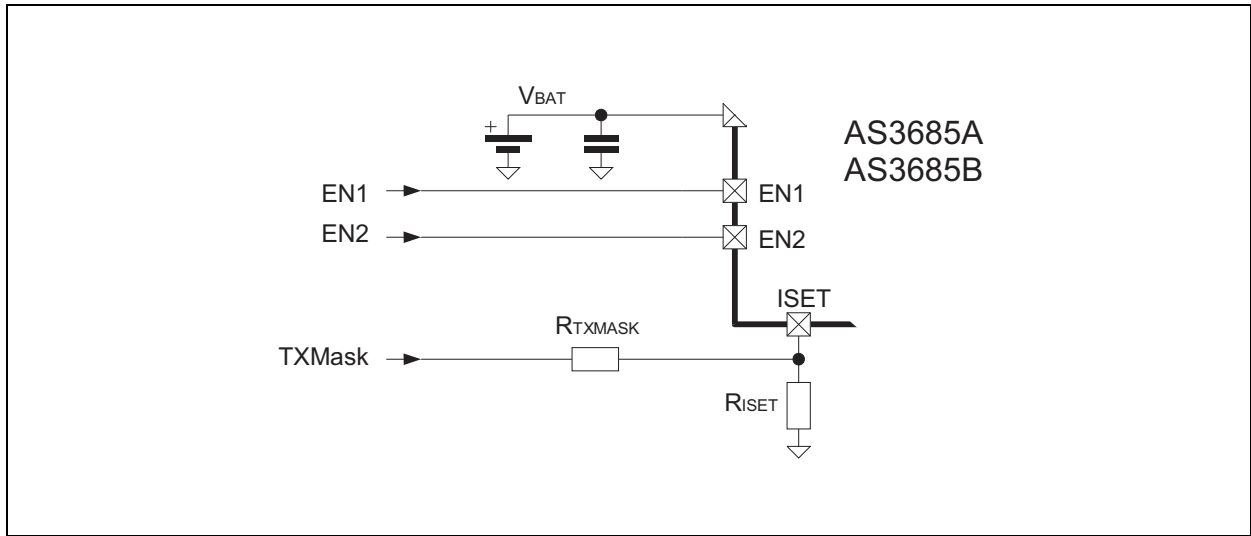 VBAT
+
AS3685A
AS3685B
EN1
EN1
EN2
EN2
ISET
RTXMASK
TXMask
RISET